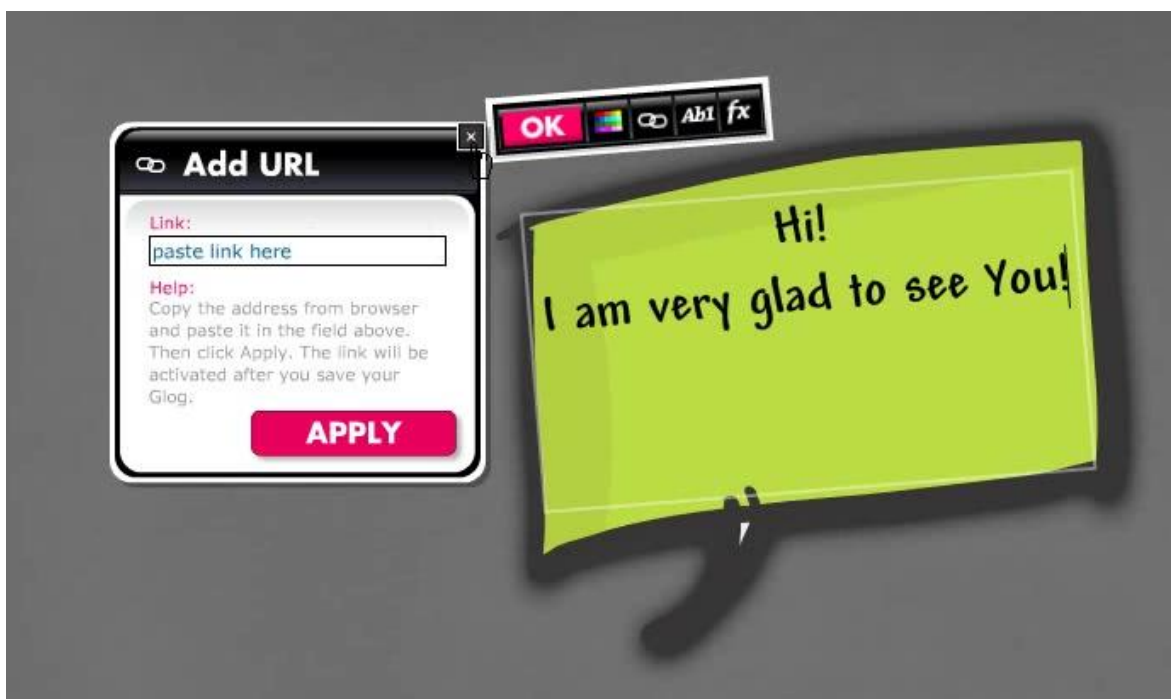 OK Ab1 fx
Add URL
Link:
paste link here
Help:
Copy the address from browser
and paste it in the field above.
Then click Apply. The link will be
activated after you save your
Glog.
APPLY
Hi!
I am very glad to see You!